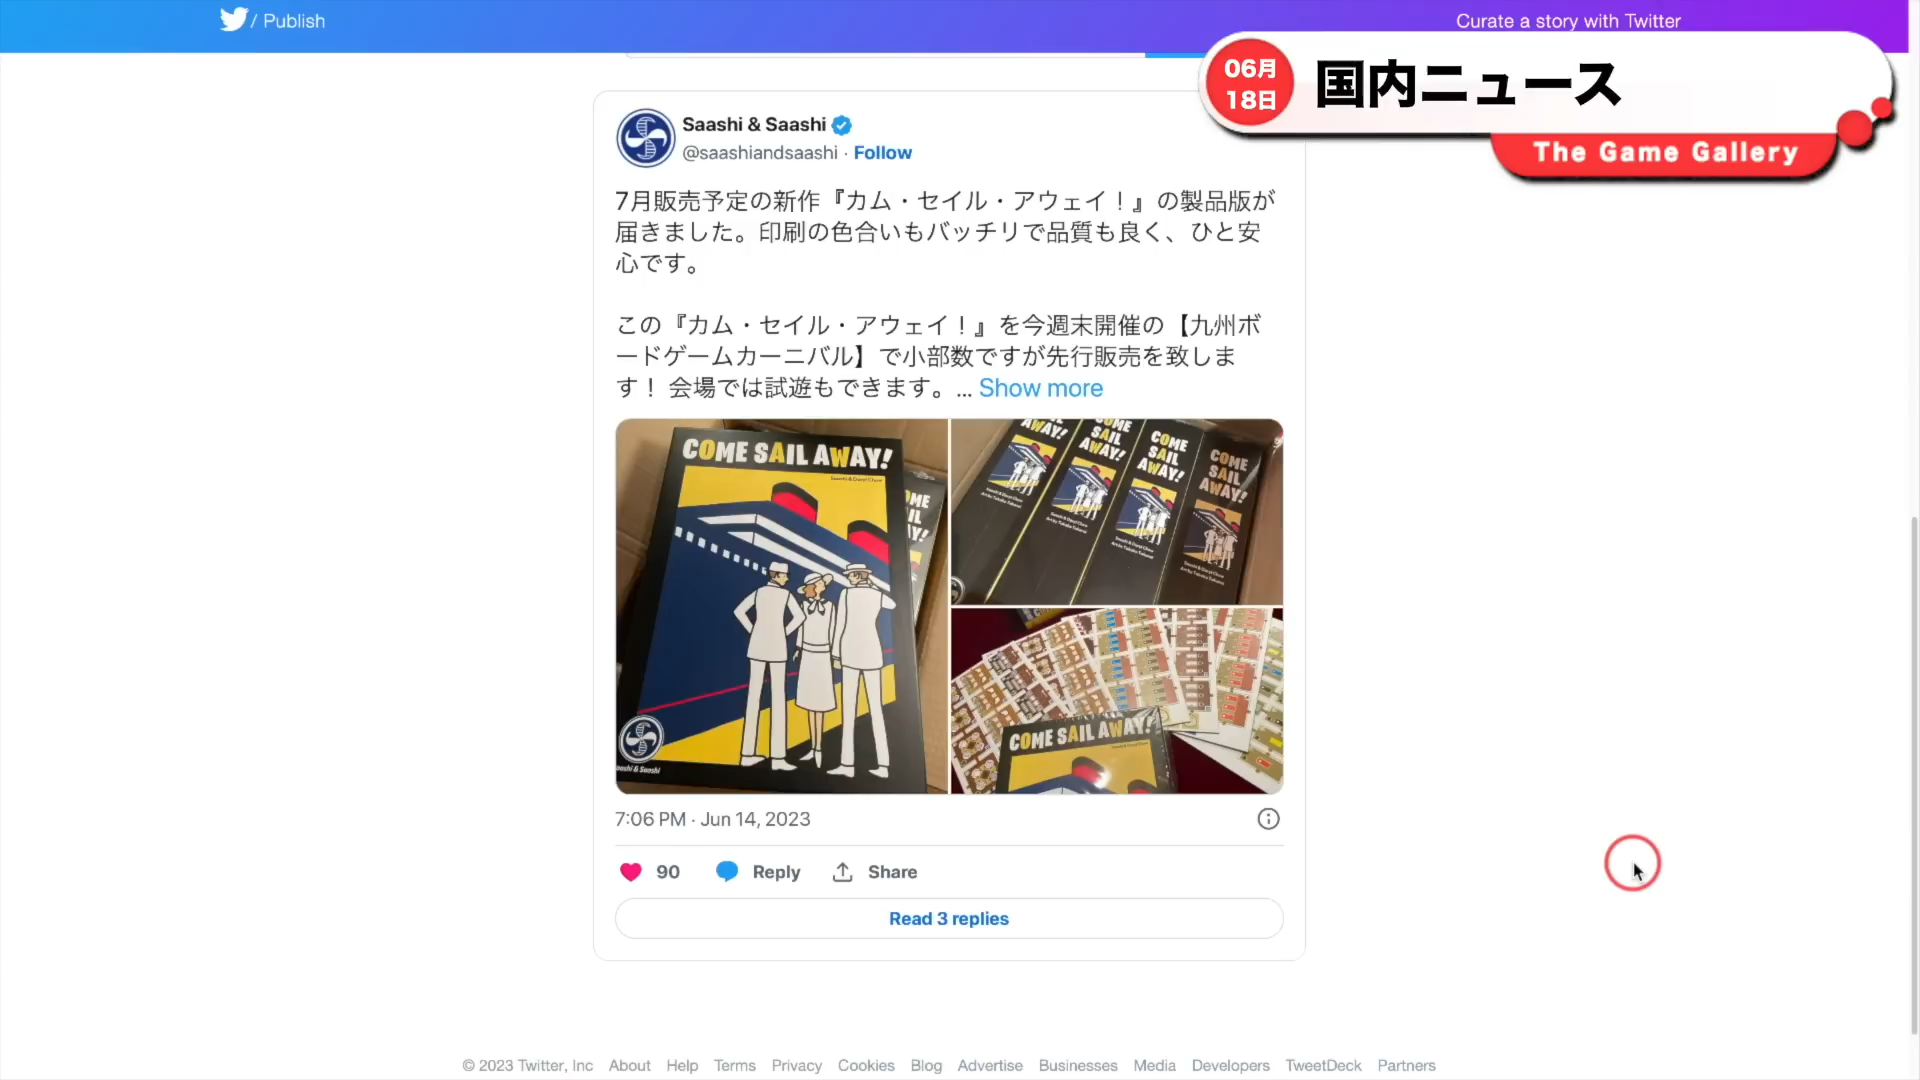 / Publish
Curate a story with Twitter
06月
18日
国内ニュース
The Game Gallery
Saashi & Saashi
@saashiandsaashi · Follow
7月販売予定の新作『カム・セイル・アウェイ！』の製品版が
届きました。印刷の色合いもバッチリで品質も良く、ひと安
心です。
この『カム・セイル・アウェイ！』を今週末開催の【九州ボ
ードゲームカーニバル】で小部数ですが先行販売を致しま
す！ 会場では試遊もできます。... Show more
COME SAIL AWAY!
Saashi & Daryl Chow
AWAY!
COME
SAIL
AWAY!
COME
SAIL
AWAY!
COME
SAIL
AWAY!
COME SAIL AWAY!
7:06 PM · Jun 14, 2023
90
Reply
Share
Read 3 replies
© 2023 Twitter, Inc About Help Terms Privacy Cookies Blog Advertise Businesses Media Developers TweetDeck Partners